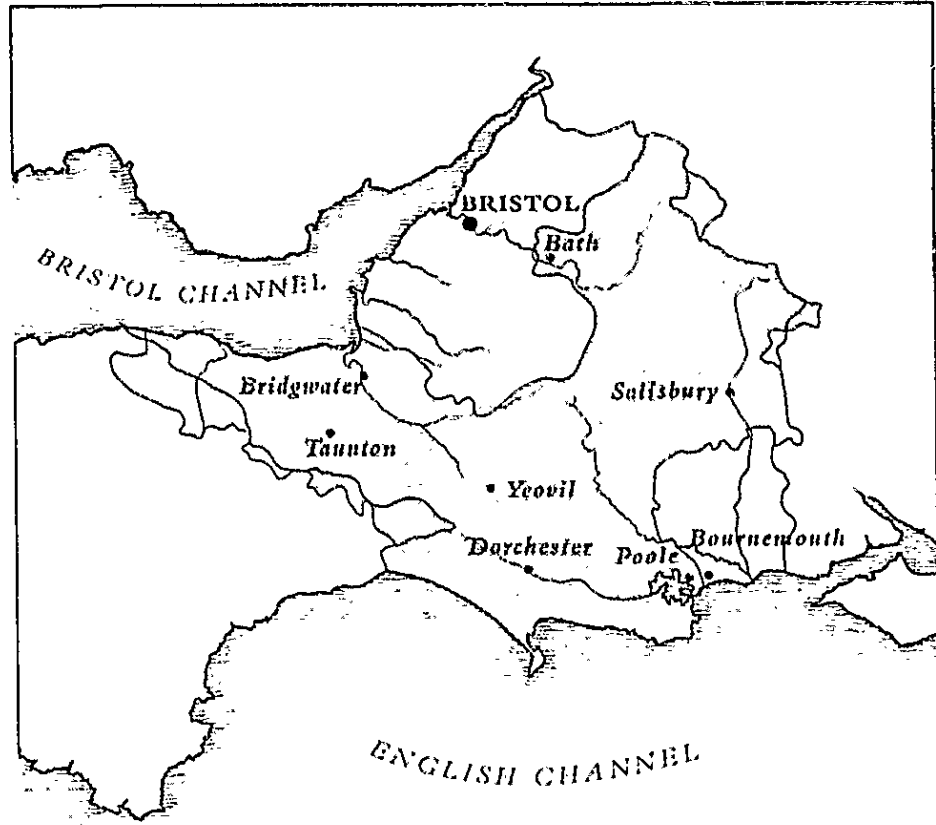 BRISTOL
Bath
BRISTOL CHANNEL
Bridgwater
Salisbury
Taunton
Yeovil
Dorchester
Poole
Bournemouth
ENGLISH CHANNEL